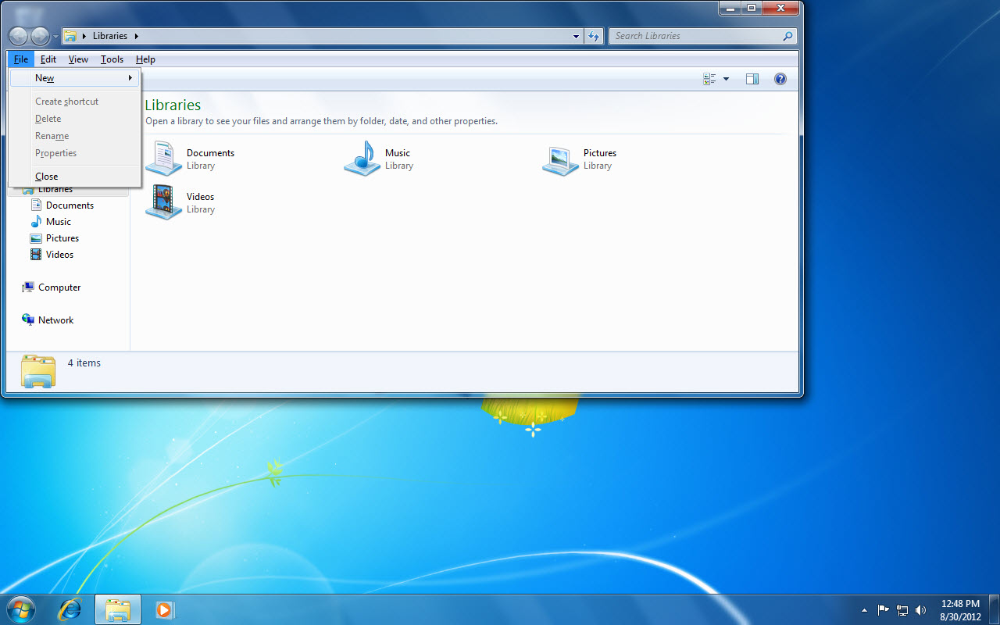 Libraries
Search Libraries
File Edit View Tools Help
New
Create shortcut
Delete
Rename
Properties
Close
Libraries
Open a library to see your files and arrange them by folder, date, and other properties.
Documents
Library
Music
Library
Pictures
Library
Videos
Library
Libraries
Documents
Music
Pictures
Videos
Computer
Network
4 items
12:48 PM
8/30/2012